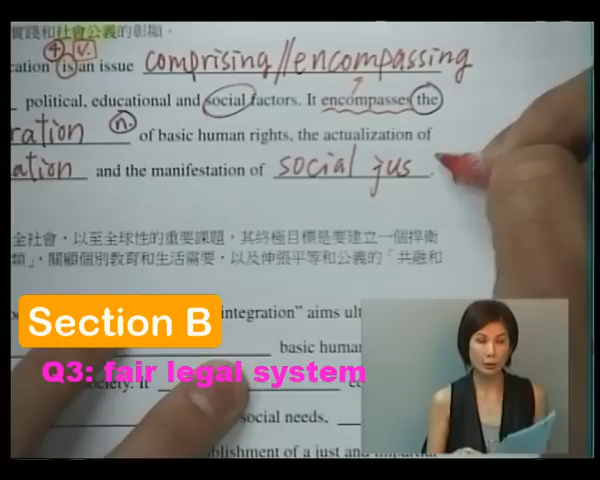 實踐和社會公義的彰顯。
4 v.
cation is an issue comprising//encompassing
political, educational and social factors. It encompasses the
ration n. of basic human rights, the actualization of
ation and the manifestation of social jus.
全社會，以至全球性的重要課題，其終極目標是要建立一個捍衛
類」，關顧個別教育和生活需要，以及伸張平等和公義的「共融和
integration” aims ul
Section B
basic human
Q3: fair legal system
society. It
social needs,
blishment of a just and